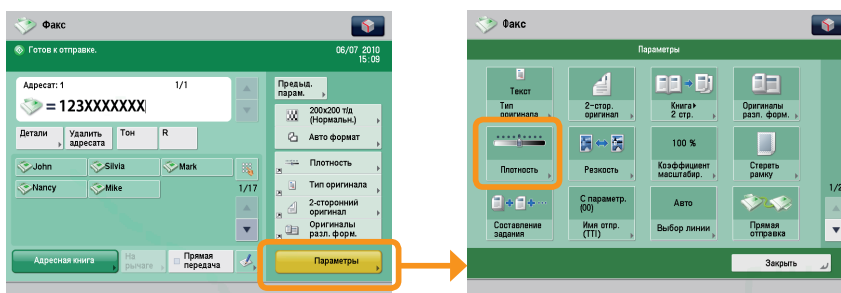 Факс
Готов к отправке.
06/07 2010
15:09
Адресат: 1
1/1
= 123XXXXXXX
Детали
Удалить
адресата
Тон
R
John
Silvia
Mark
Nancy
Mike
1/17
Адресная книга
На
рычаге
Прямая
передача
Предыд.
парам.
200x200 т/д
(Нормальн.)
Авто формат
Плотность
Тип оригинала
2-сторонний
оригинал
Оригиналы
разл. форм.
Параметры
Факс
Параметры
Текст
Тип
оригинала
2-стор.
оригинал
Книга
2 стр.
Оригиналы
разл. форм.
Плотность
Резкость
100 %
Коэффициент
масштабир.
Стереть
рамку
Составление
задания
С параметр.
(00)
Имя отпр.
(TTI)
Авто
Выбор линии
Прямая
отправка
1/2
Закрыть